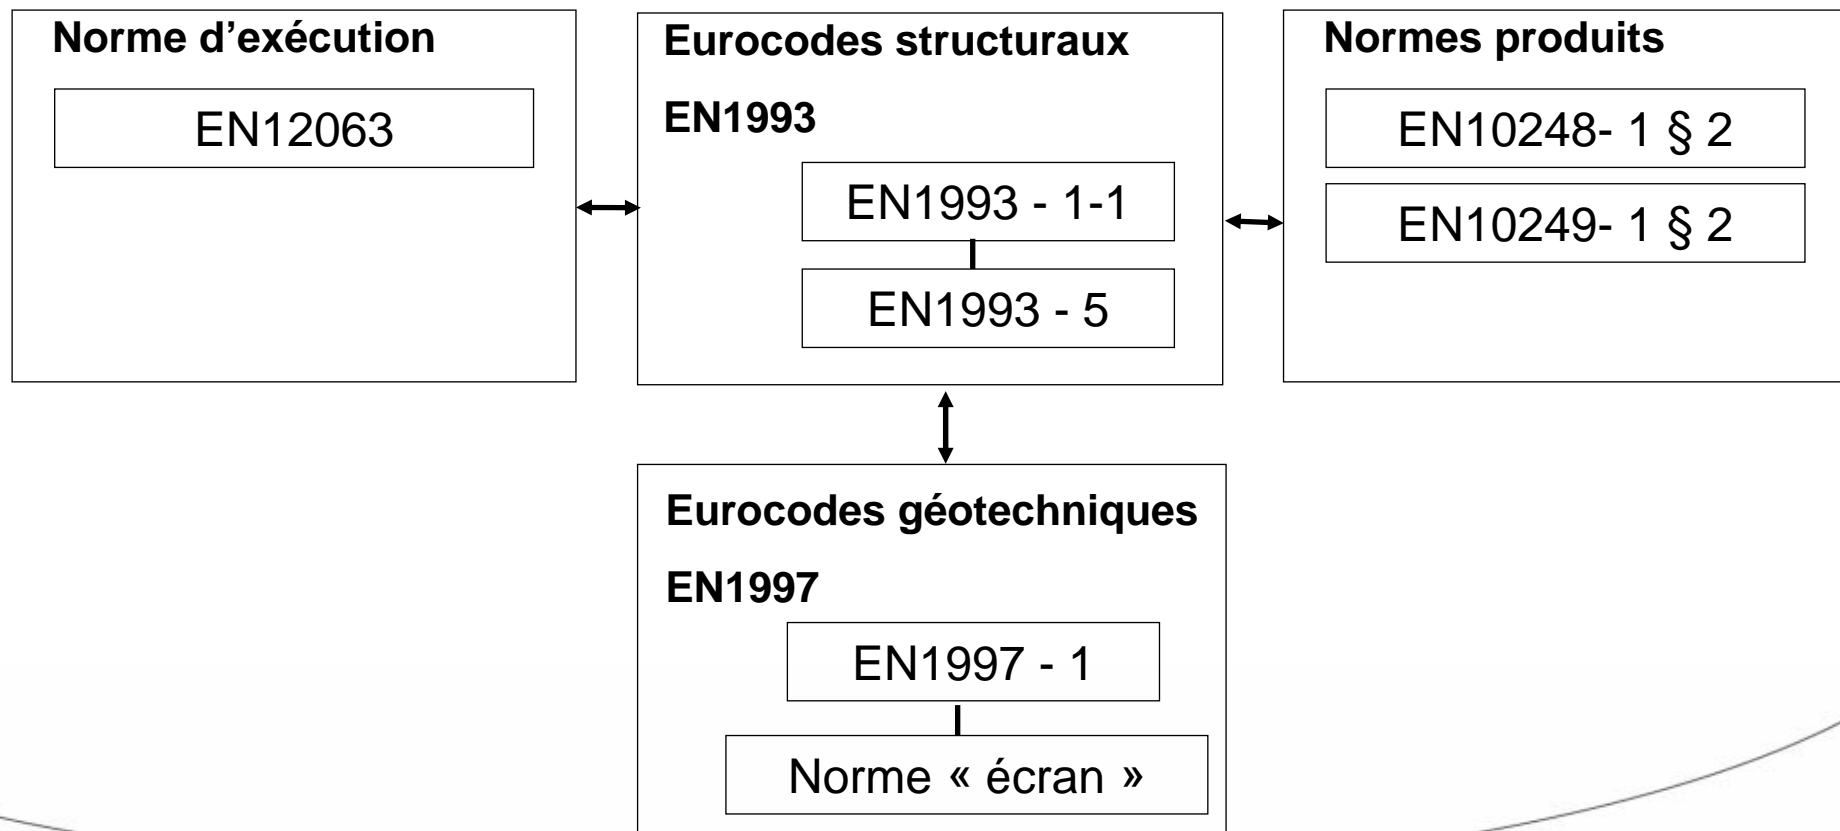 Norme d’exécution
EN12063
Eurocodes structuraux
EN1993
EN1993 - 1-1
EN1993 - 5
Normes produits
EN10248- 1 § 2
EN10249- 1 § 2
Eurocodes géotechniques
EN1997
EN1997 - 1
Norme « écran »